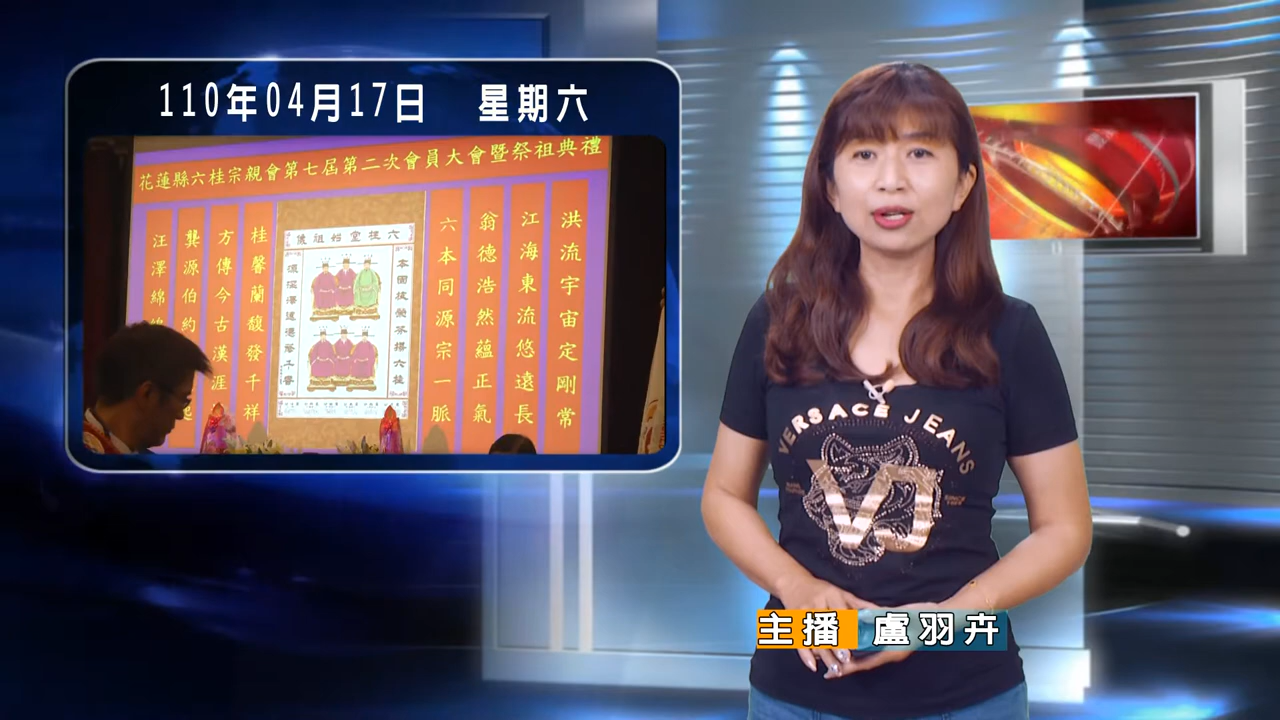 110年04月17日 星期六
花蓮縣六桂宗親會第七屆第二次會員大會暨祭祖典禮
洪流宇宙定剛常
江海東流悠遠長
翁德浩然蘊正氣
六本同源宗一脈
六桂堂始祖像
桂馨蘭馥發千祥
方傳今古漢涯
龔源伯約
汪澤綿
VERSACE JEANS
VJ
SINCE
主播 盧羽卉